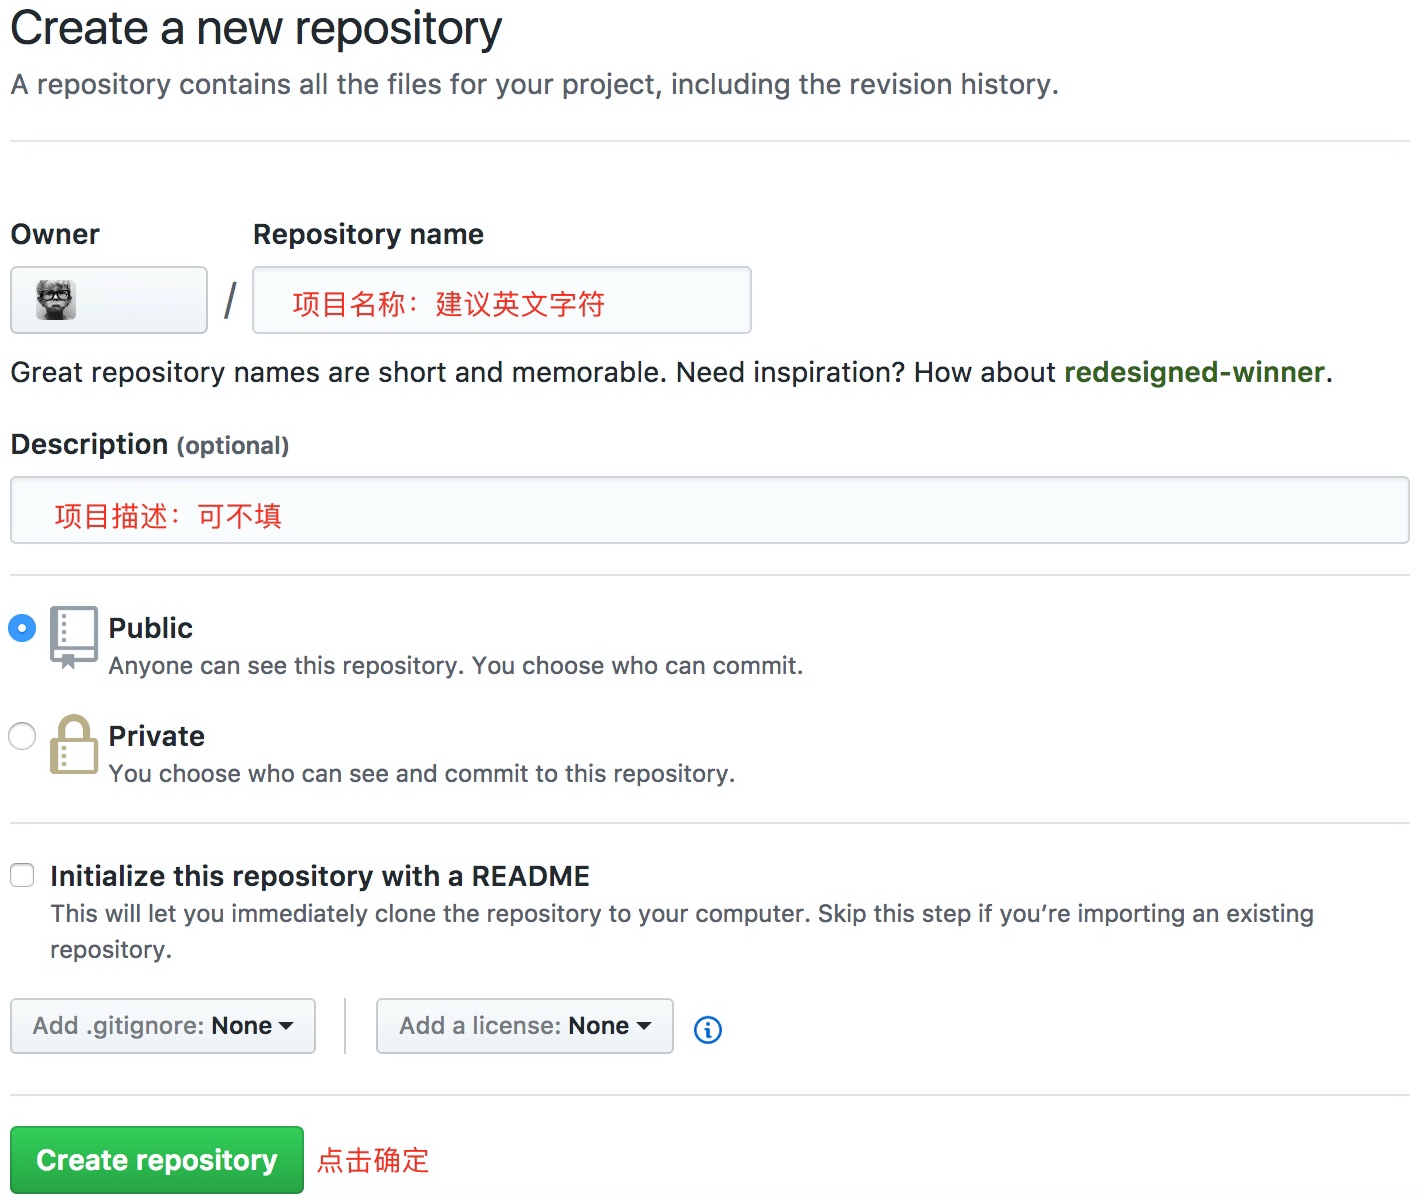 Create a new repository
A repository contains all the files for your project, including the revision history.
Owner Repository name
/ 项目名称：建议英文字符
Great repository names are short and memorable. Need inspiration? How about redesigned-winner.
Description (optional)
项目描述：可不填
Public
Anyone can see this repository. You choose who can commit.
Private
You choose who can see and commit to this repository.
Initialize this repository with a README
This will let you immediately clone the repository to your computer. Skip this step if you’re importing an existing
repository.
Add .gitignore: None Add a license: None
Create repository 点击确定